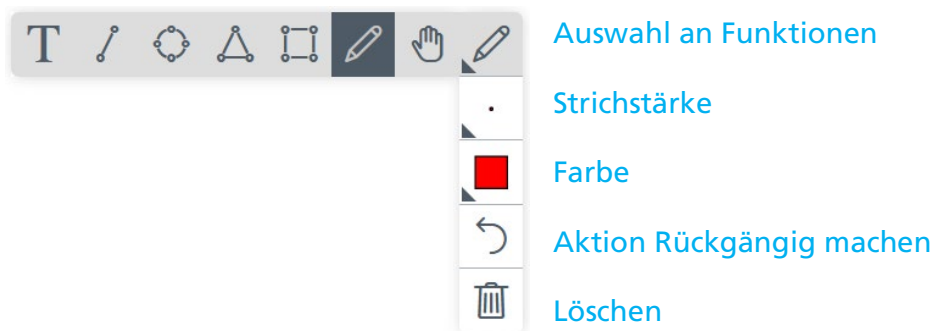 T
Auswahl an Funktionen
Strichstärke
Farbe
Aktion Rückgängig machen
Löschen